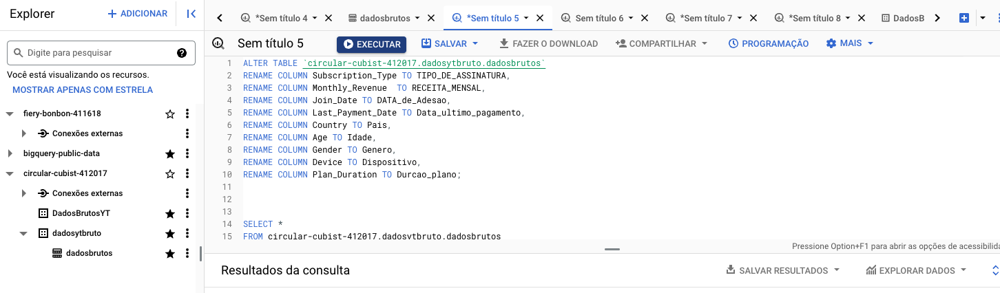 Explorer
ADICIONAR
*Sem título 4
dadosbrutos
*Sem título 5
Sem título 6
*Sem título 7
*Sem título 8
DadosB
Sem título 5
EXECUTAR
SALVAR
FAZER O DOWNLOAD
COMPARTILHAR
PROGRAMAÇÃO
MAIS
Digite para pesquisar
Você está visualizando os recursos.
MOSTRAR APENAS COM ESTRELA
fiery-bonbon-411618
Conexões externas
bigquery-public-data
circular-cubist-412017
Conexões externas
DadosBrutosYT
dadosytbruto
dadosbrutos
1 ALTER TABLE `circular-cubist-412017.dadosytbruto.dadosbrutos`
2 RENAME COLUMN Subscription_Type TO TIPO_DE_ASSINATURA,
3 RENAME COLUMN Monthly_Revenue  TO RECEITA_MENSAL,
4 RENAME COLUMN Join_Date TO DATA_de_Adesao,
5 RENAME COLUMN Last_Payment_Date TO Data_ultimo_pagamento,
6 RENAME COLUMN Country TO Pais,
7 RENAME COLUMN Age TO Idade,
8 RENAME COLUMN Gender TO Genero,
9 RENAME COLUMN Device TO Dispositivo,
10 RENAME COLUMN Plan_Duration TO Durcao_plano;
11
12
13
14 SELECT *
15 FROM circular-cubist-412017.dadosytbruto.dadosbrutos
Pressione Option+F1 para abrir as opções de acessibilida
Resultados da consulta
SALVAR RESULTADOS
EXPLORAR DADOS